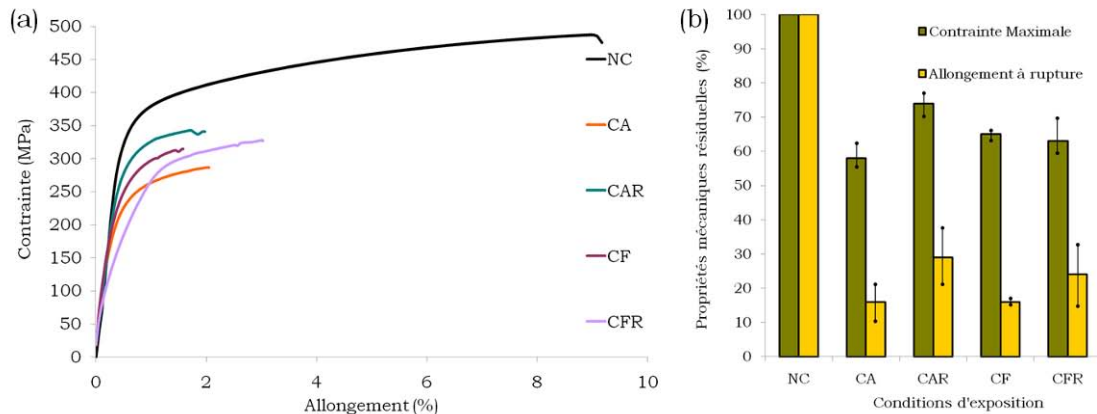 (a)
500
450
400
350
300
250
200
150
100
50
0
Contrainte (MPa)
0 2 4 6 8 10
Allongement (%)
NC
CA
CAR
CF
CFR
(b)
100
90
80
70
60
50
40
30
20
10
0
Propriétés mécaniques résiduelles (%)
Contrainte Maximale
Allongement à rupture
NC CA CAR CF CFR
Conditions d'exposition